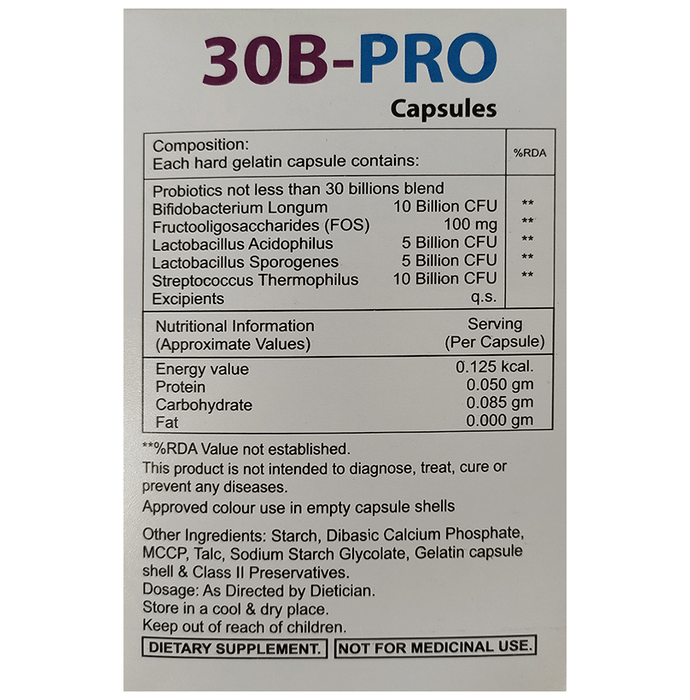 30B-PRO
Capsules
Composition:
Each hard gelatin capsule contains:
%RDA
Probiotics not less than 30 billions blend
Bifidobacterium Longum 10 Billion CFU **
Fructooligosaccharides (FOS) 100 mg **
Lactobacillus Acidophilus 5 Billion CFU **
Lactobacillus Sporogenes 5 Billion CFU **
Streptococcus Thermophilus 10 Billion CFU **
Excipients q.s.
Nutritional Information Serving
(Approximate Values) (Per Capsule)
Energy value 0.125 kcal.
Protein 0.050 gm
Carbohydrate 0.085 gm
Fat 0.000 gm
**%RDA Value not established.
This product is not intended to diagnose, treat, cure or
prevent any diseases.
Approved colour use in empty capsule shells
Other Ingredients: Starch, Dibasic Calcium Phosphate,
MCCP, Talc, Sodium Starch Glycolate, Gelatin capsule
shell & Class II Preservatives.
Dosage: As Directed by Dietician.
Store in a cool & dry place.
Keep out of reach of children.
DIETARY SUPPLEMENT. NOT FOR MEDICINAL USE.